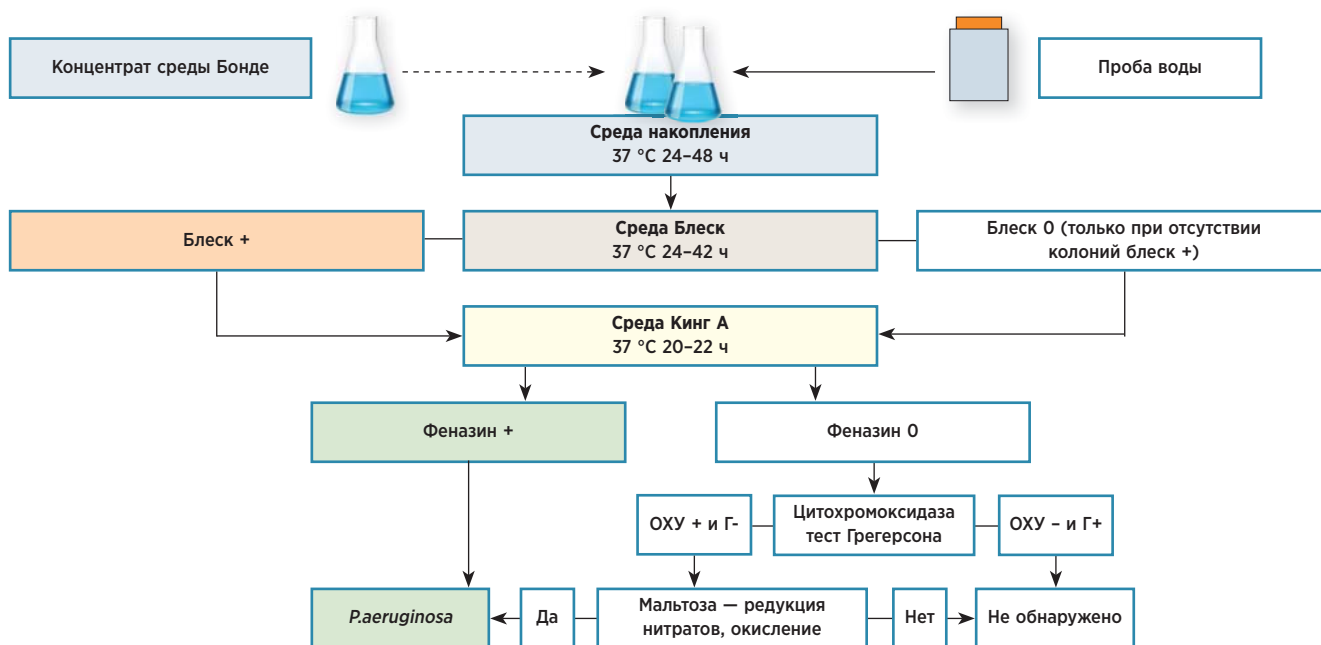 Концентрат среды Бонде
Проба воды
Среда накопления
37 °C 24–48 ч
Блеск +
Среда Блеск
37 °C 24–42 ч
Блеск 0 (только при отсутствии
колоний блеск +)
Среда Кинг А
37 °C 20–22 ч
Феназин +
Феназин 0
ОХУ + и Г-
Цитохромоксидаза
тест Грегерсона
ОХУ – и Г+
P.aeruginosa
Да
Мальтоза — редукция
нитратов, окисление
Нет
Не обнаружено